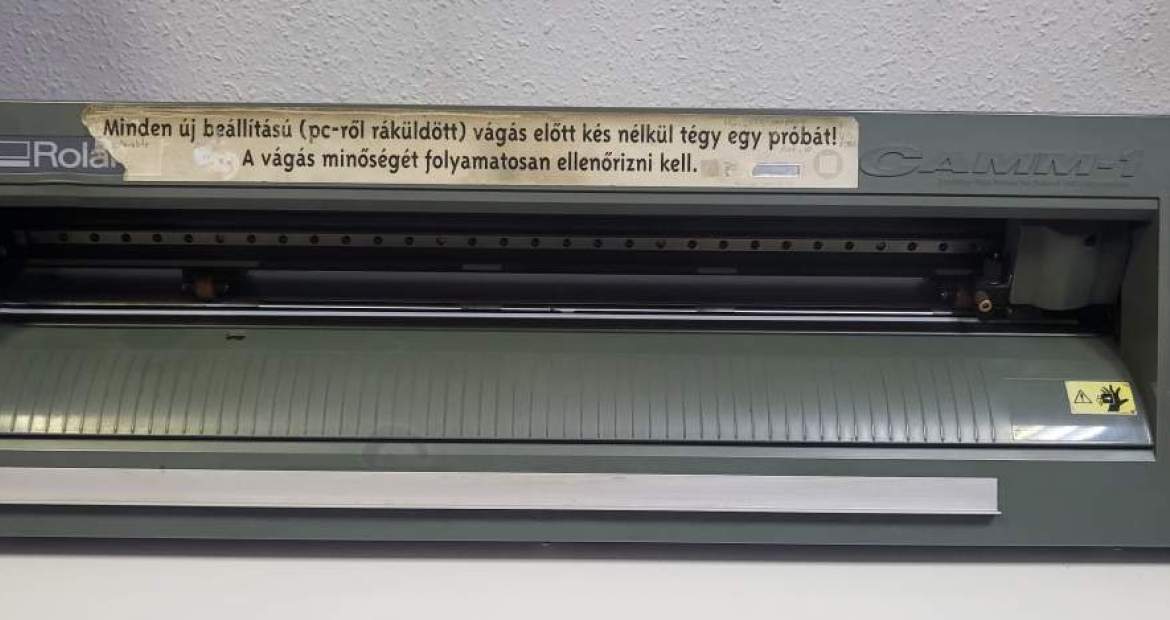 Minden új beállítású (pc-ről ráküldött) vágás előtt kés nélkül tégy egy próbát!
A vágás minőségét folyamatosan ellenőrizni kell.
CAMM-1